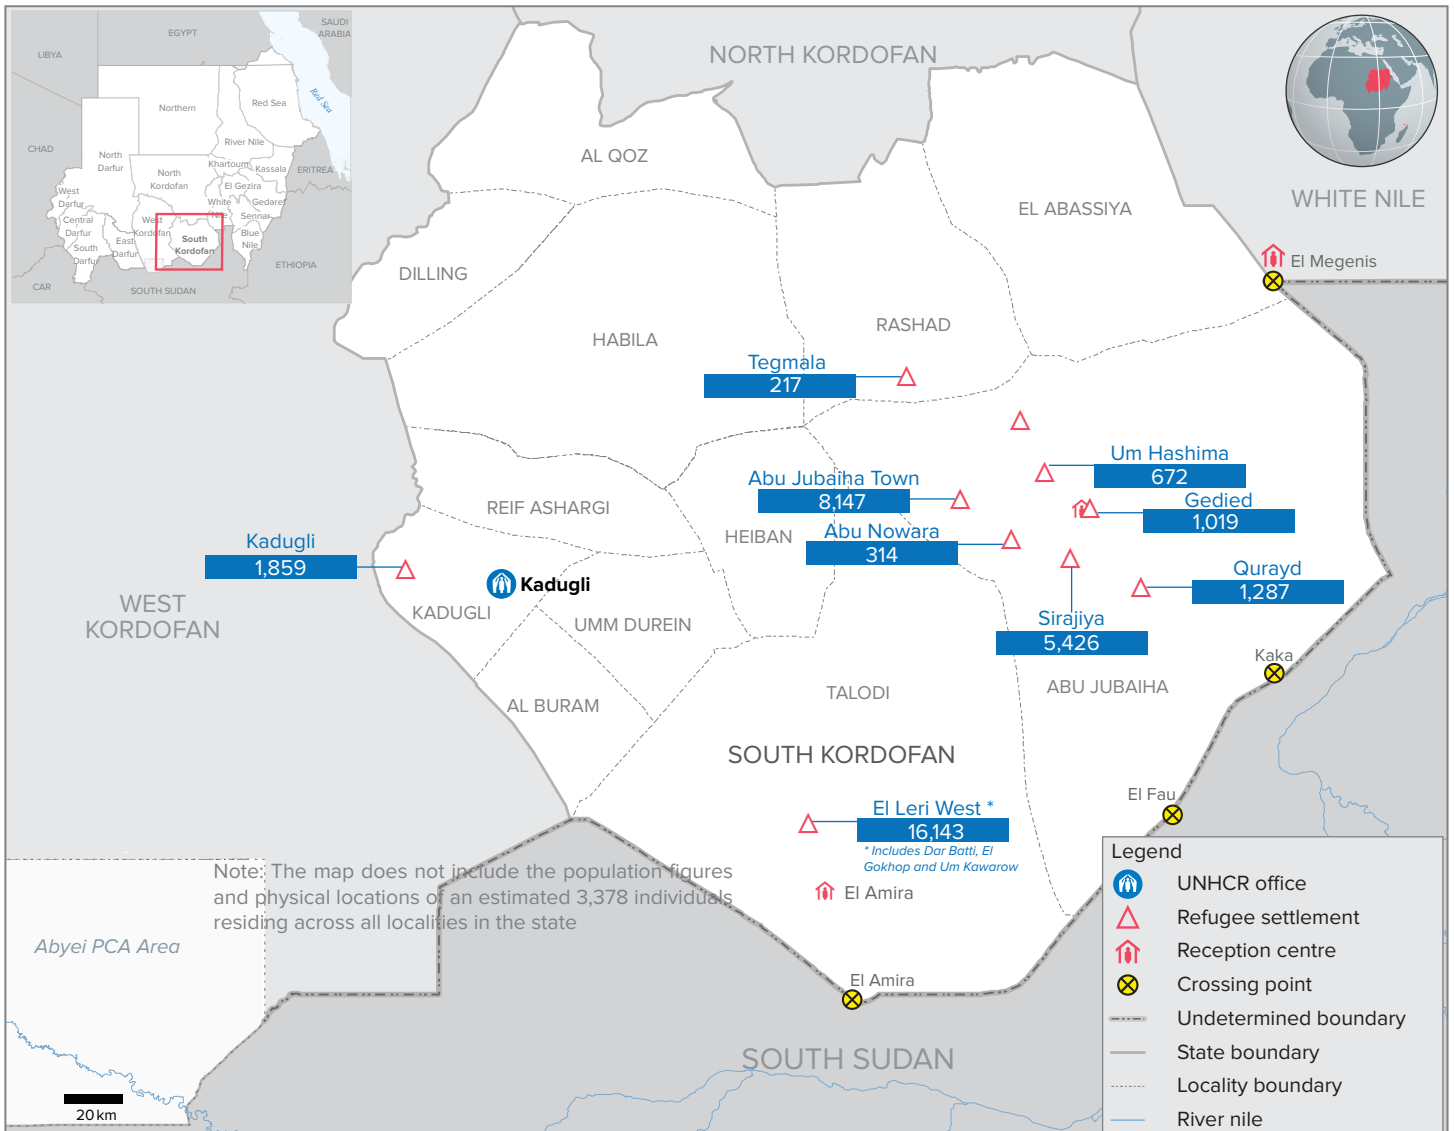 EGYPT
SAUDI
ARABIA
LIBYA
Red Sea
Northern
Red Sea
River Nile
CHAD
North
Darfur
Khartoum
Kassala
ERITREA
North
Kordofan
El Gezira
West
Darfur
White
Nile
Gedaref
Central
Darfur
West
Kordofan
Sennar
South
Kordofan
Blue
Nile
East
Darfur
South
Darfur
ETHIOPIA
CAR
SOUTH SUDAN
NORTH KORDOFAN
WHITE NILE
AL QOZ
EL ABASSIYA
El Megenis
DILLING
RASHAD
HABILA
Tegmala
217
Um Hashima
672
Abu Jubaiha Town
8,147
Gedied
1,019
REIF ASHARGI
HEIBAN
Abu Nowara
314
Kadugli
1,859
Kadugli
Qurayd
1,287
WEST
KORDOFAN
KADUGLI
UMM DUREIN
Sirajiya
5,426
Kaka
ABU JUBAIHA
TALODI
AL BURAM
SOUTH KORDOFAN
El Fau
El Leri West *
16,143
* Includes Dar Batti, El
Gokhop and Um Kawarow
El Amira
Note: The map does not include the population figures
and physical locations of an estimated 3,378 individuals
residing across all localities in the state
Abyei PCA Area
El Amira
SOUTH SUDAN
20 km
Legend
UNHCR office
Refugee settlement
Reception centre
Crossing point
Undetermined boundary
State boundary
Locality boundary
River nile